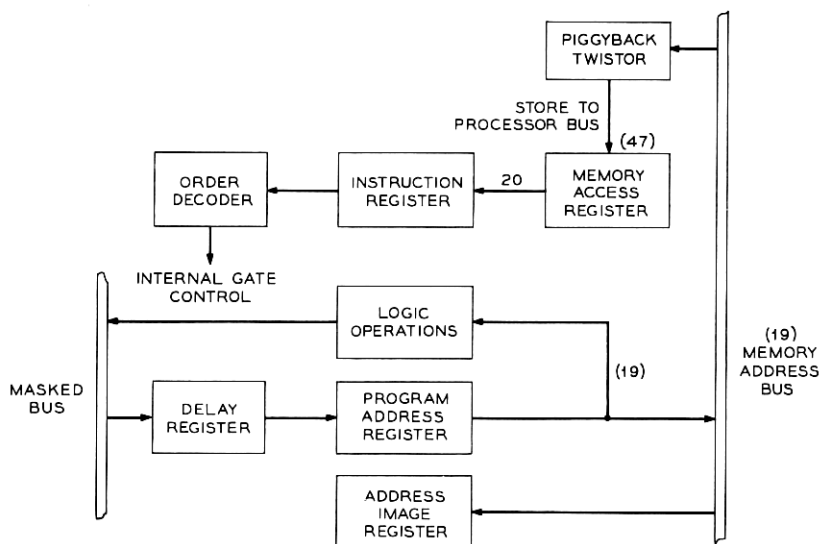 PIGGYBACK
TWISTOR
STORE TO
PROCESSOR BUS
(47)
ORDER
DECODER
INSTRUCTION
REGISTER
20
MEMORY
ACCESS
REGISTER
INTERNAL GATE
CONTROL
LOGIC
OPERATIONS
(19)
MEMORY
ADDRESS
BUS
(19)
MASKED
BUS
DELAY
REGISTER
PROGRAM
ADDRESS
REGISTER
ADDRESS
IMAGE
REGISTER